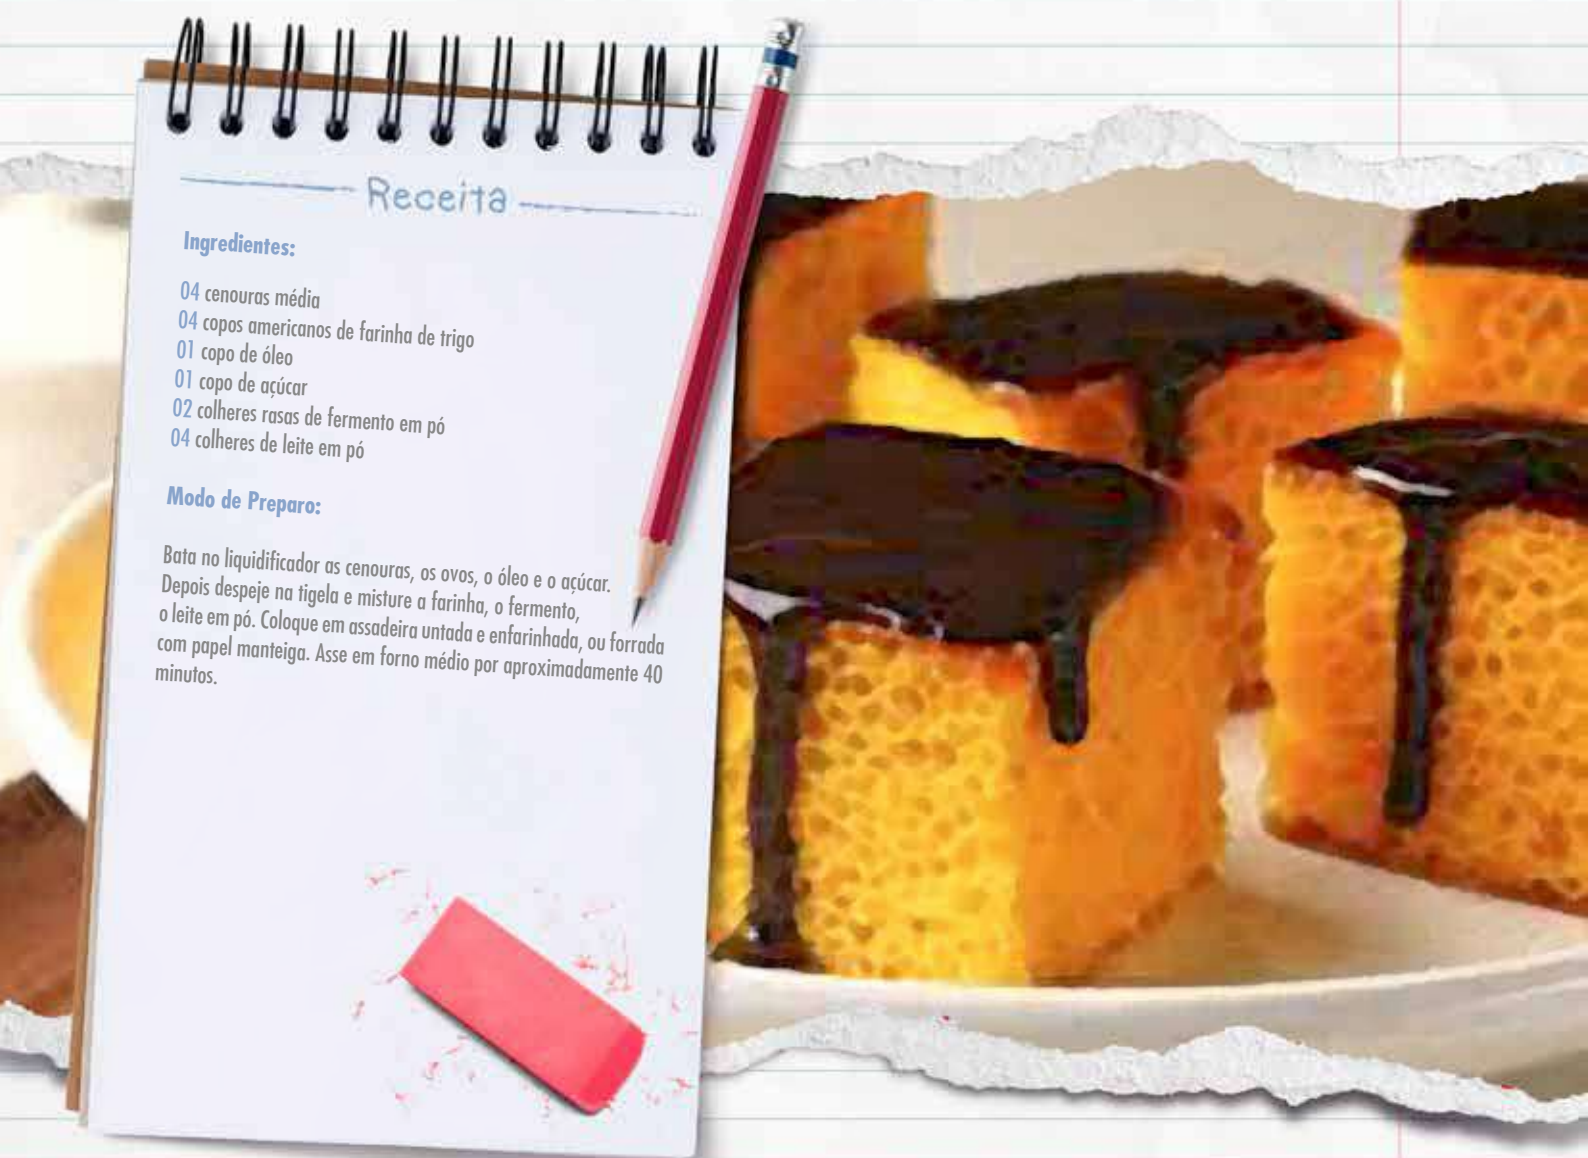 Receita
Ingredientes:
04 cenouras média
04 copos americanos de farinha de trigo
01 copo de óleo
01 copo de açúcar
02 colheres rasas de fermento em pó
04 colheres de leite em pó
Modo de Preparo:
Bata no liquidificador as cenouras, os ovos, o óleo e o açúcar.
Depois despeje na tigela e misture a farinha, o fermento,
o leite em pó. Coloque em assadeira untada e enfarinhada, ou forrada
com papel manteiga. Asse em forno médio por aproximadamente 40
minutos.